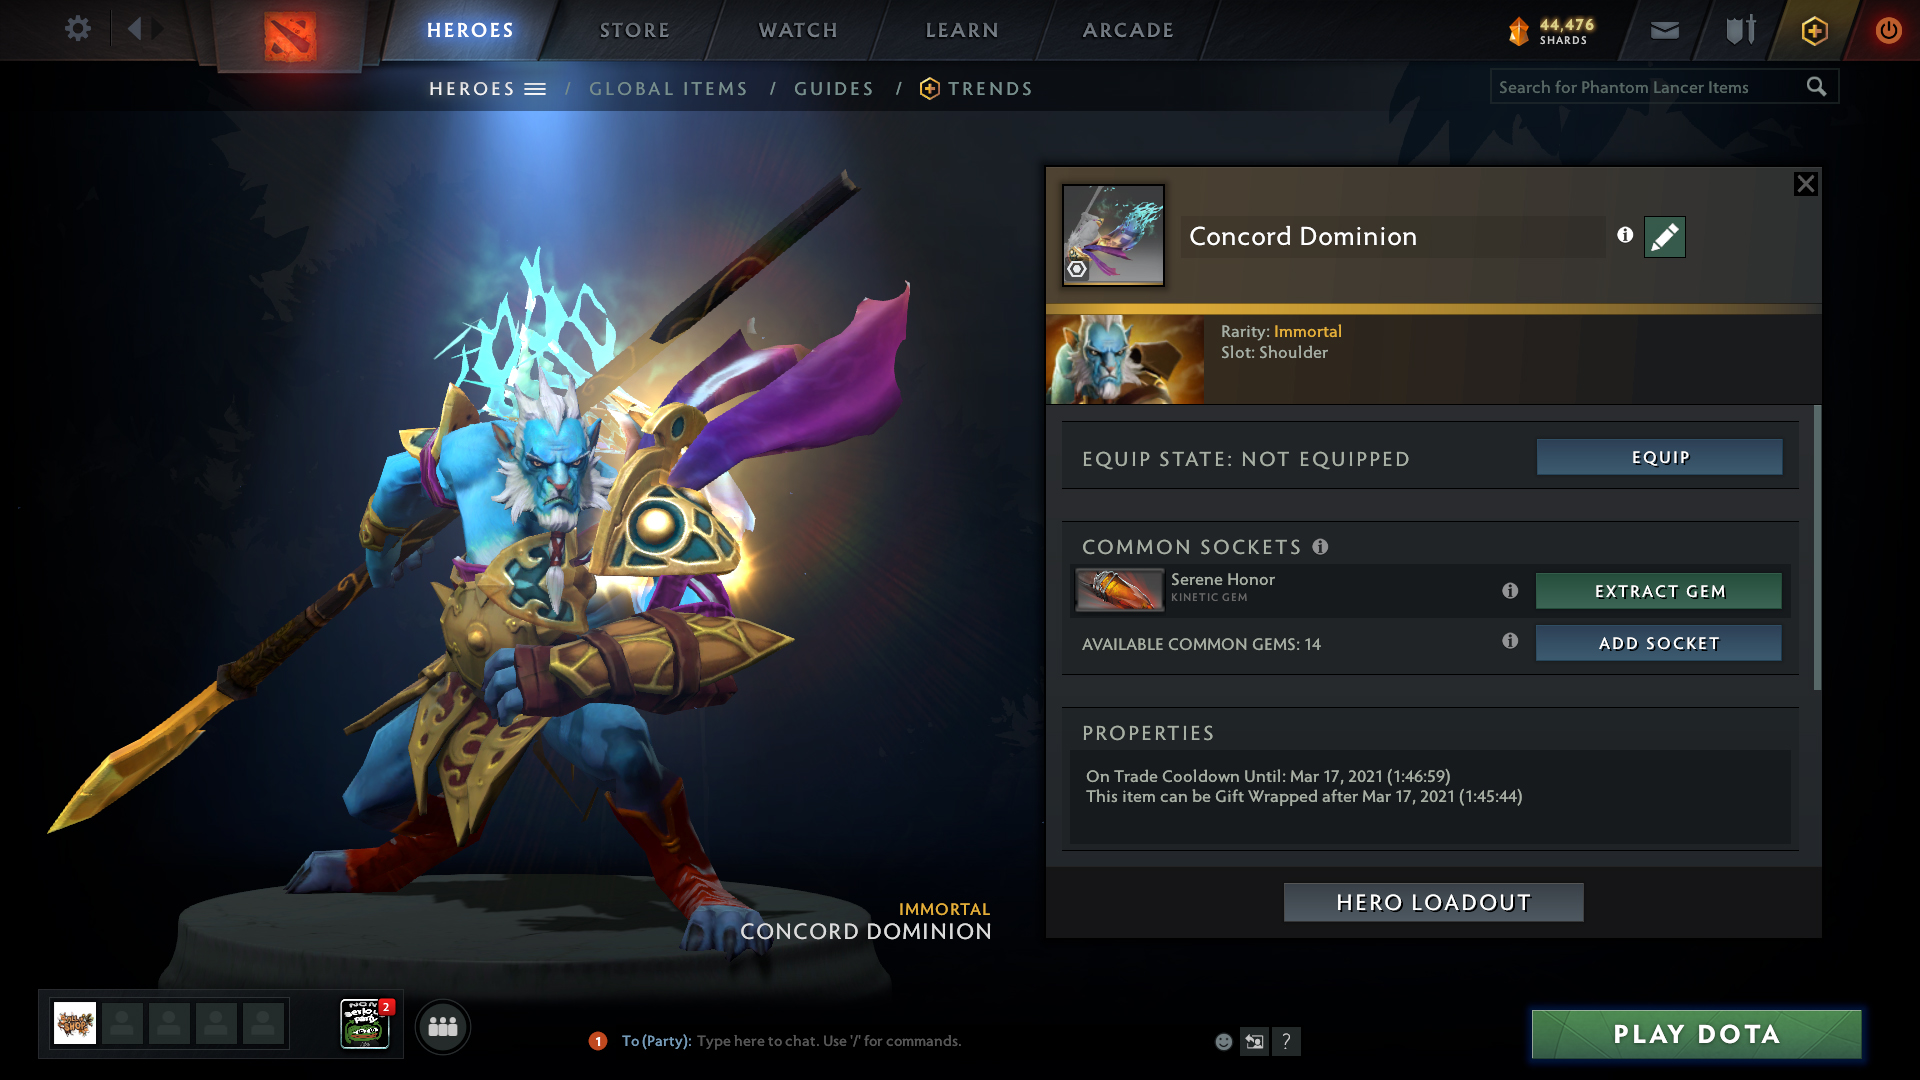 HEROES
STORE
WATCH
LEARN
ARCADE
44,476
SHARDS
HEROES / GLOBAL ITEMS / GUIDES / TRENDS
Search for Phantom Lancer Items
Concord Dominion
Rarity: Immortal
Slot: Shoulder
EQUIP STATE: NOT EQUIPPED
EQUIP
COMMON SOCKETS
Serene Honor
KINETIC GEM
EXTRACT GEM
AVAILABLE COMMON GEMS: 14
ADD SOCKET
PROPERTIES
On Trade Cooldown Until: Mar 17, 2021 (1:46:59)
This item can be Gift Wrapped after Mar 17, 2021 (1:45:44)
HERO LOADOUT
IMMORTAL
CONCORD DOMINION
2
1
To (Party): Type here to chat. Use '/' for commands.
?
PLAY DOTA